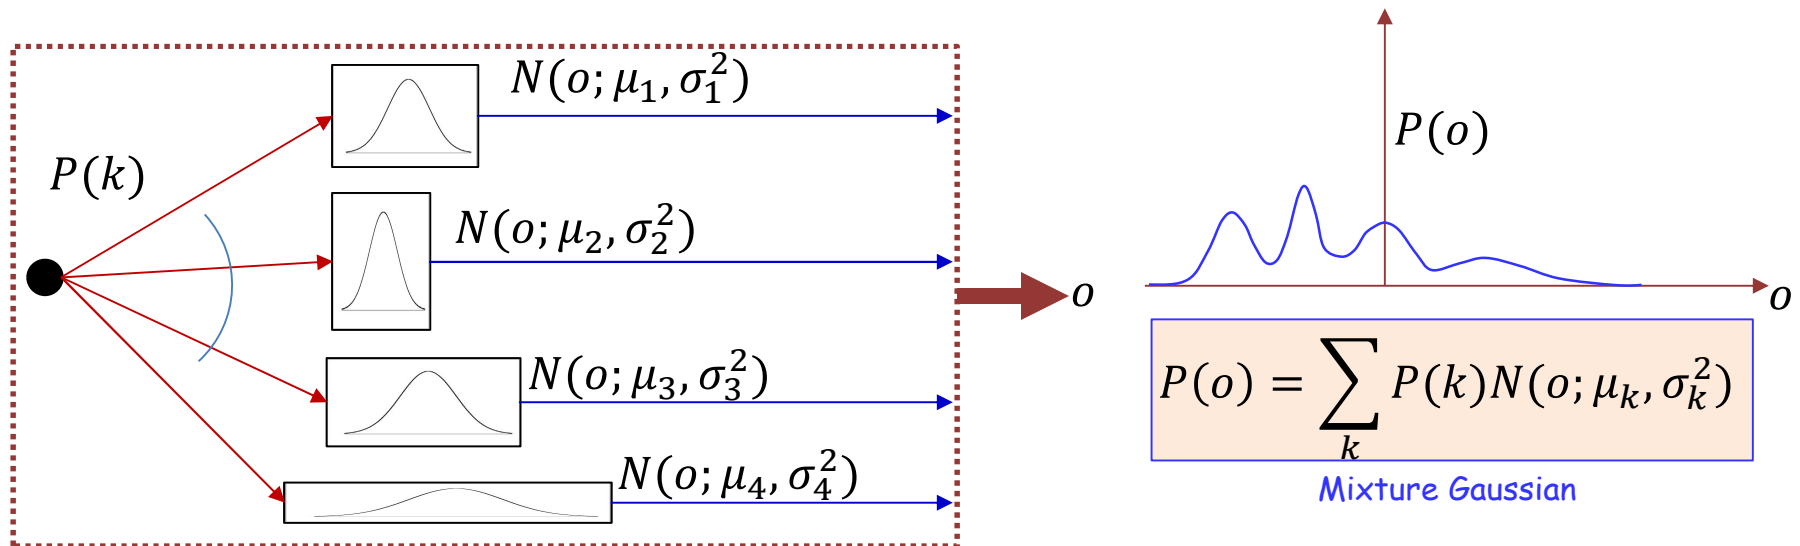 P(k)
N(o; μ₁, σ₁²)
N(o; μ₂, σ₂²)
N(o; μ₃, σ₃²)
N(o; μ₄, σ₄²)
o
P(o)
o
P(o) = ∑ₖ P(k)N(o; μₖ, σₖ²)
Mixture Gaussian